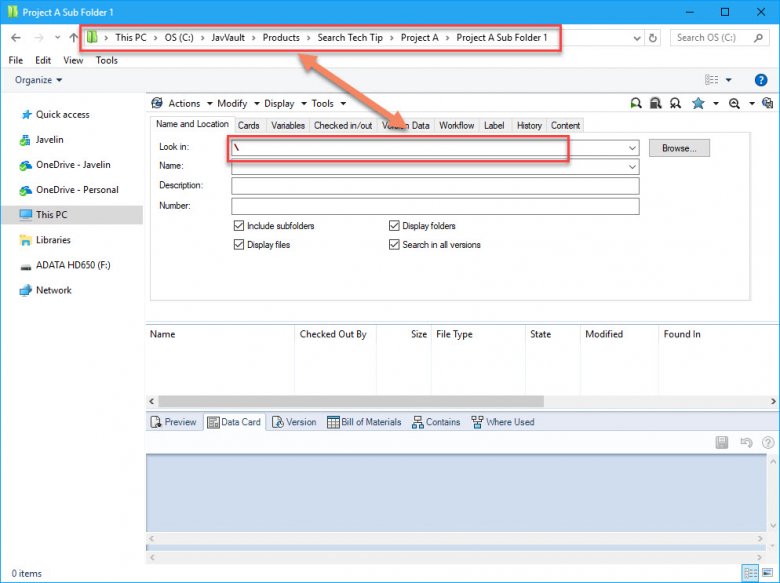 Project A Sub Folder 1
This PC > OS (C:) > JavVault > Products > Search Tech Tip > Project A > Project A Sub Folder 1
Search OS (C:)
File Edit View Tools
Organize
Quick access
Javelin
OneDrive - Javelin
OneDrive - Personal
This PC
Libraries
ADATA HD650 (F:)
Network
Actions Modify Display Tools
Name and Location Cards Variables Checked in/out Version Data Workflow Label History Content
Look in: \ Browse...
Name:
Description:
Number:
Include subfolders Display folders
Display files Search in all versions
Name Checked Out By Size File Type State Modified Found In
Preview Data Card Version Bill of Materials Contains Where Used
0 items